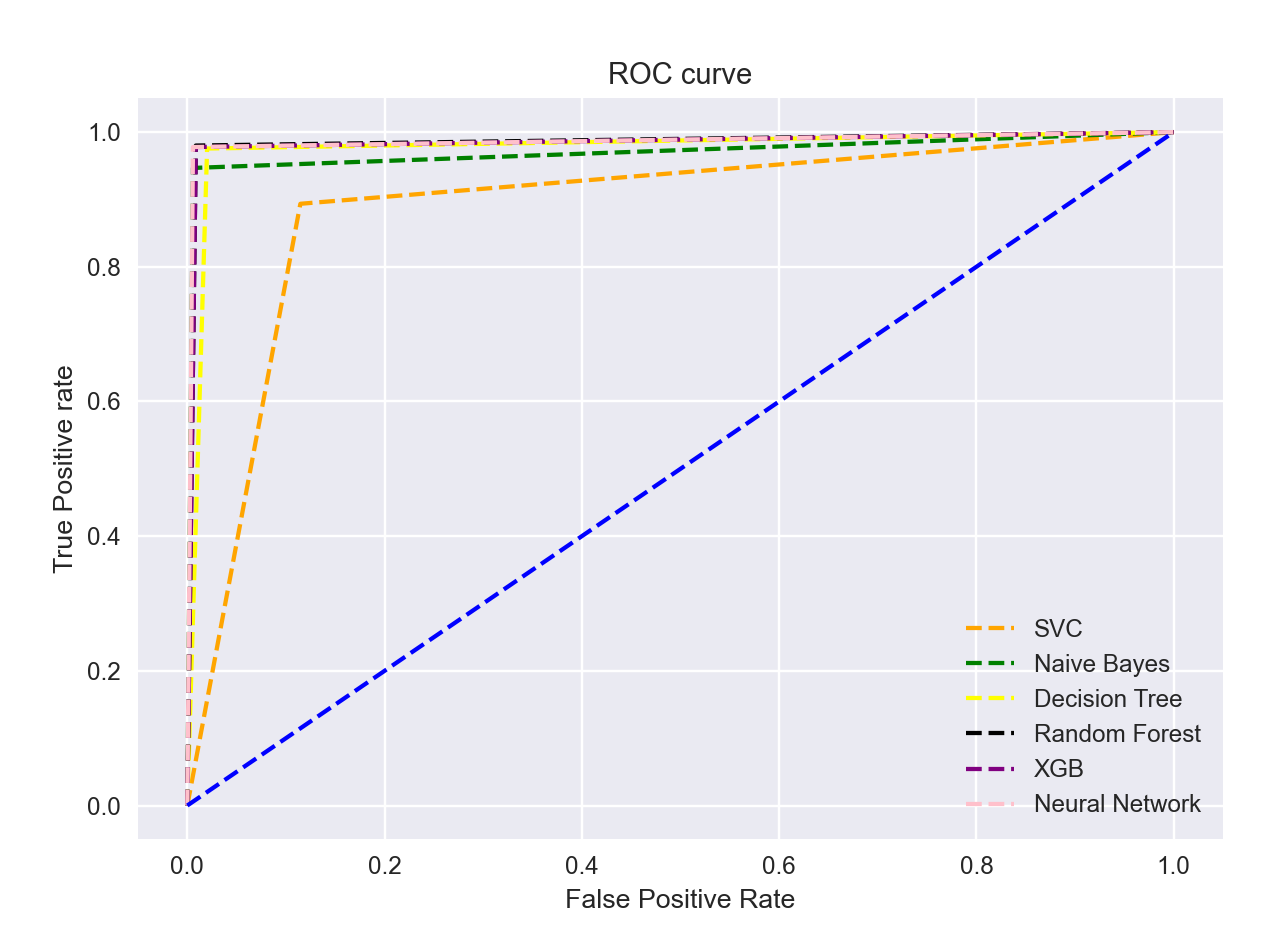 ROC curve
True Positive rate
1.0
0.8
0.6
0.4
0.2
0.0
SVC
Naive Bayes
Decision Tree
Random Forest
XGB
Neural Network
0.0 0.2 0.4 0.6 0.8 1.0
False Positive Rate